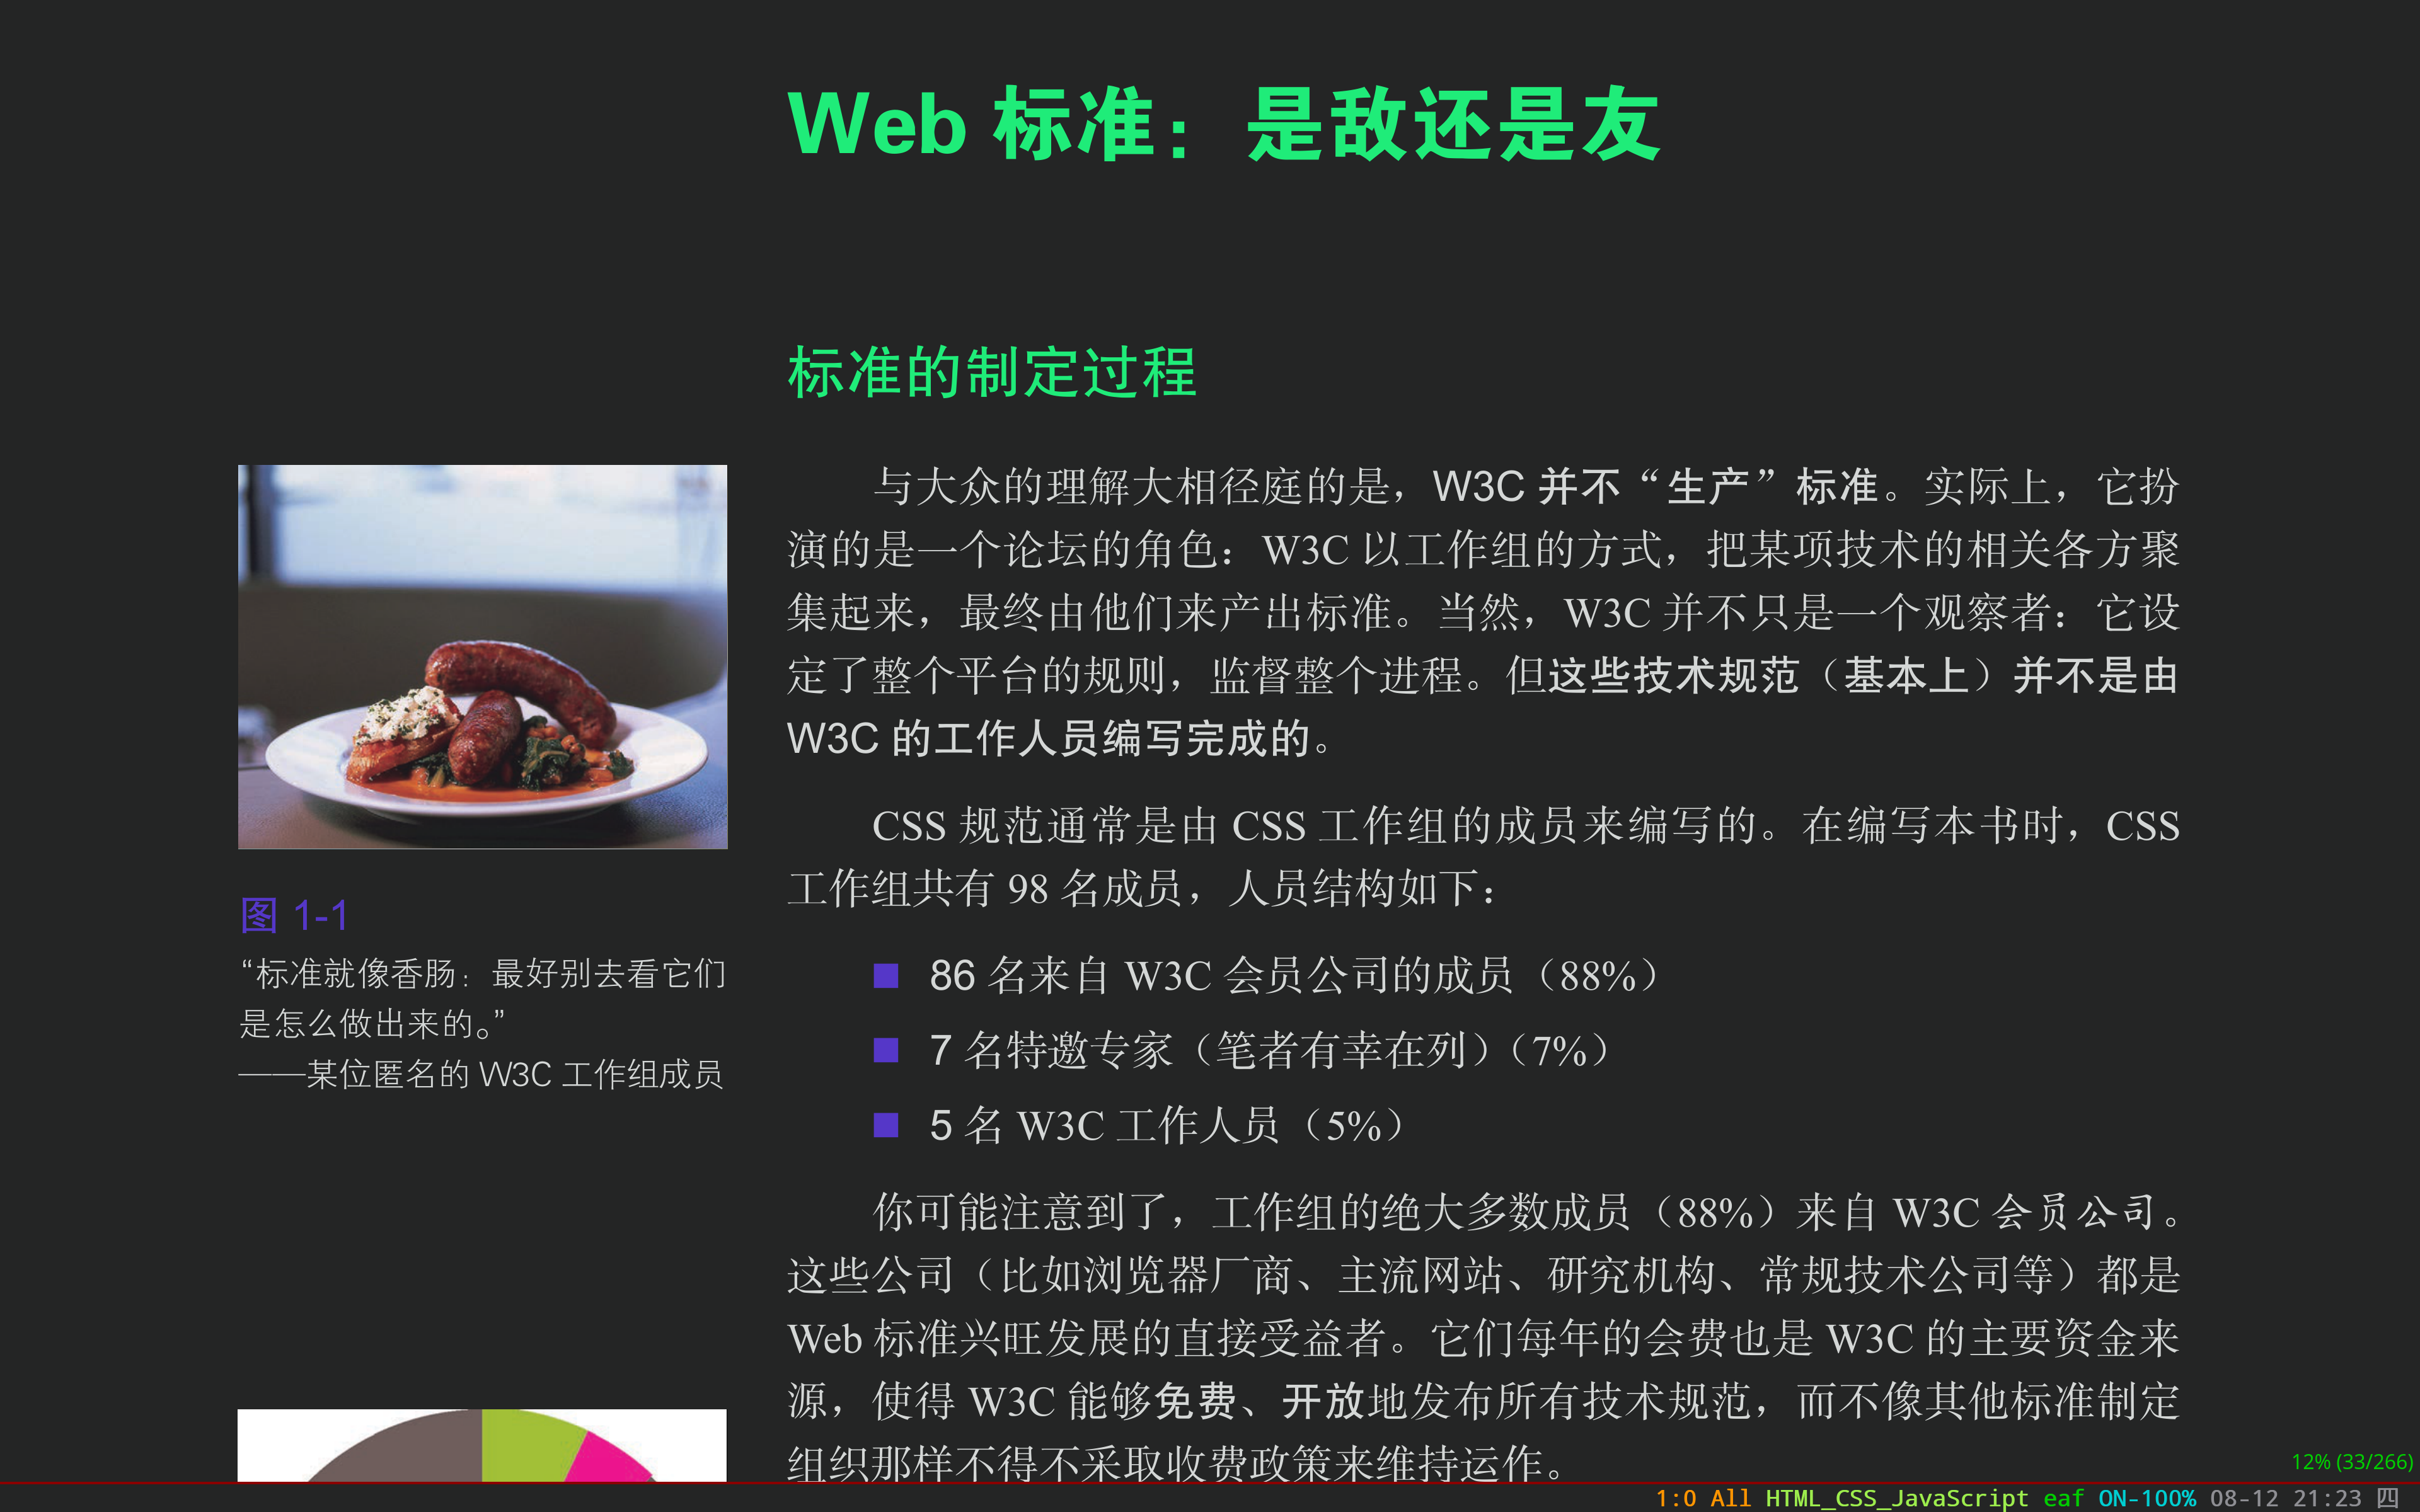 Web 标准：是敌还是友
标准的制定过程
与大众的理解大相径庭的是，W3C 并不“生产”标准。实际上，它扮
演的是一个论坛的角色：W3C 以工作组的方式，把某项技术的相关各方聚
集起来，最终由他们来产出标准。当然，W3C 并不只是一个观察者：它设
定了整个平台的规则，监督整个进程。但这些技术规范（基本上）并不是由
W3C 的工作人员编写完成的。
CSS 规范通常是由 CSS 工作组的成员来编写的。在编写本书时，CSS
工作组共有 98 名成员，人员结构如下：
■ 86 名来自 W3C 会员公司的成员（88%）
■ 7 名特邀专家（笔者有幸在列）（7%）
■ 5 名 W3C 工作人员（5%）
你可能注意到了，工作组的绝大多数成员（88%）来自 W3C 会员公司。
这些公司（比如浏览器厂商、主流网站、研究机构、常规技术公司等）都是
Web 标准兴旺发展的直接受益者。它们每年的会费也是 W3C 的主要资金来
源，使得 W3C 能够免费、开放地发布所有技术规范，而不像其他标准制定
组织那样不得不采取收费政策来维持运作。
图 1-1
“标准就像香肠：最好别去看它们
是怎么做出来的。”
——某位匿名的 W3C 工作组成员
12% (33/266)
1:0 All HTML_CSS_JavaScript eaf ON-100% 08-12 21:23 四